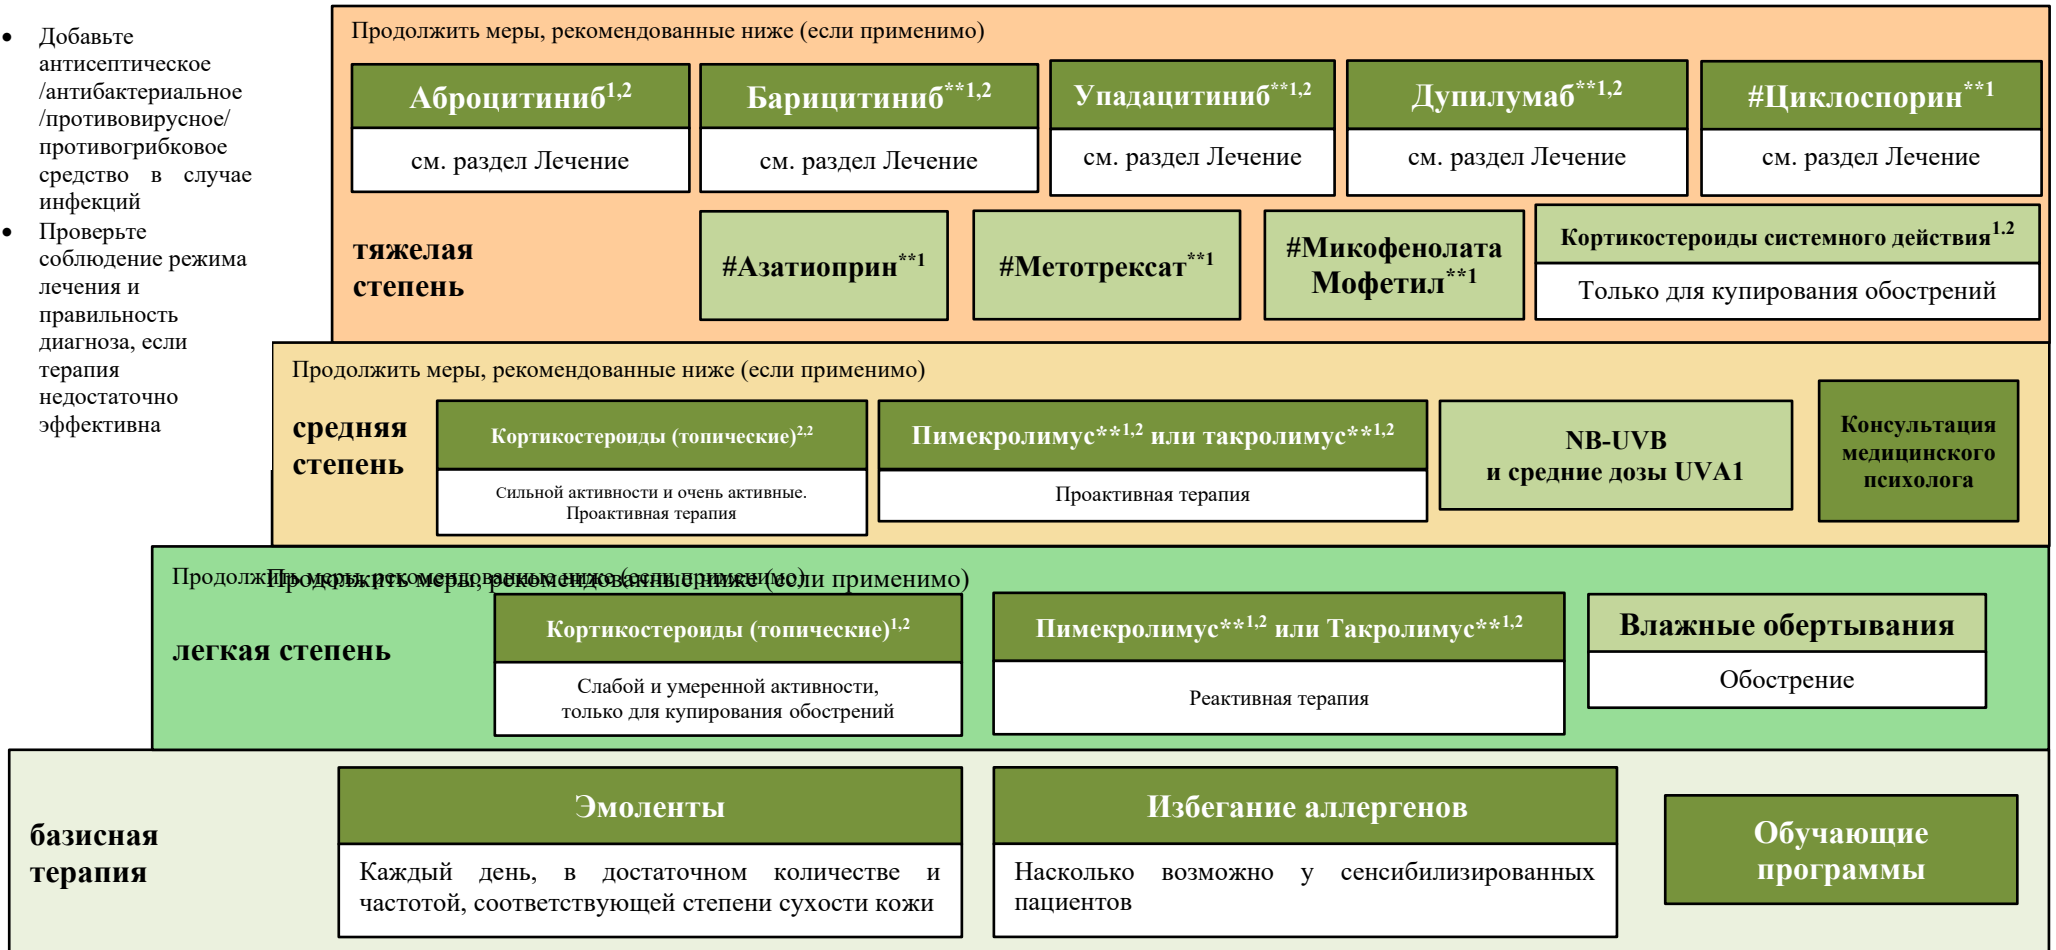 • Добавьте
антисептическое
/антибактериальное
/противовирусное/
противогрибковое
средство в случае
инфекций
• Проверьте
соблюдение режима
лечения и
правильность
диагноза, если
терапия
недостаточно
эффективна
Продолжить меры, рекомендованные ниже (если применимо)
Аброцитиниб1,2
см. раздел Лечение
Барицитиниб**1,2
см. раздел Лечение
Упадацитиниб**1,2
см. раздел Лечение
Дупилумаб**1,2
см. раздел Лечение
#Циклоспорин**1
см. раздел Лечение
тяжелая
степень
#Азатиоприн**1
#Метотрексат**1
#Микофенолата
Мофетил**1
Кортикостероиды системного действия1.2
Только для купирования обострений
Продолжить меры, рекомендованные ниже (если применимо)
средняя
степень
Кортикостероиды (топические)2,2
Сильной активности и очень активные.
Проактивная терапия
Пимекролимус**1,2 или такролимус**1,2
Проактивная терапия
NB-UVB
и средние дозы UVA1
Консультация
медицинского
психолога
Продолжить меры, рекомендованные ниже (если применимо)
Продолжить меры, рекомендованные ниже (если применимо)
легкая степень
Кортикостероиды (топические)1,2
Слабой и умеренной активности,
только для купирования обострений
Пимекролимус**1,2 или Такролимус**1,2
Реактивная терапия
Влажные обертывания
Обострение
базисная
терапия
Эмоленты
Каждый день, в достаточном количестве и
частотой, соответствующей степени сухости кожи
Избегание аллергенов
Насколько возможно у сенсибилизированных
пациентов
Обучающие
программы